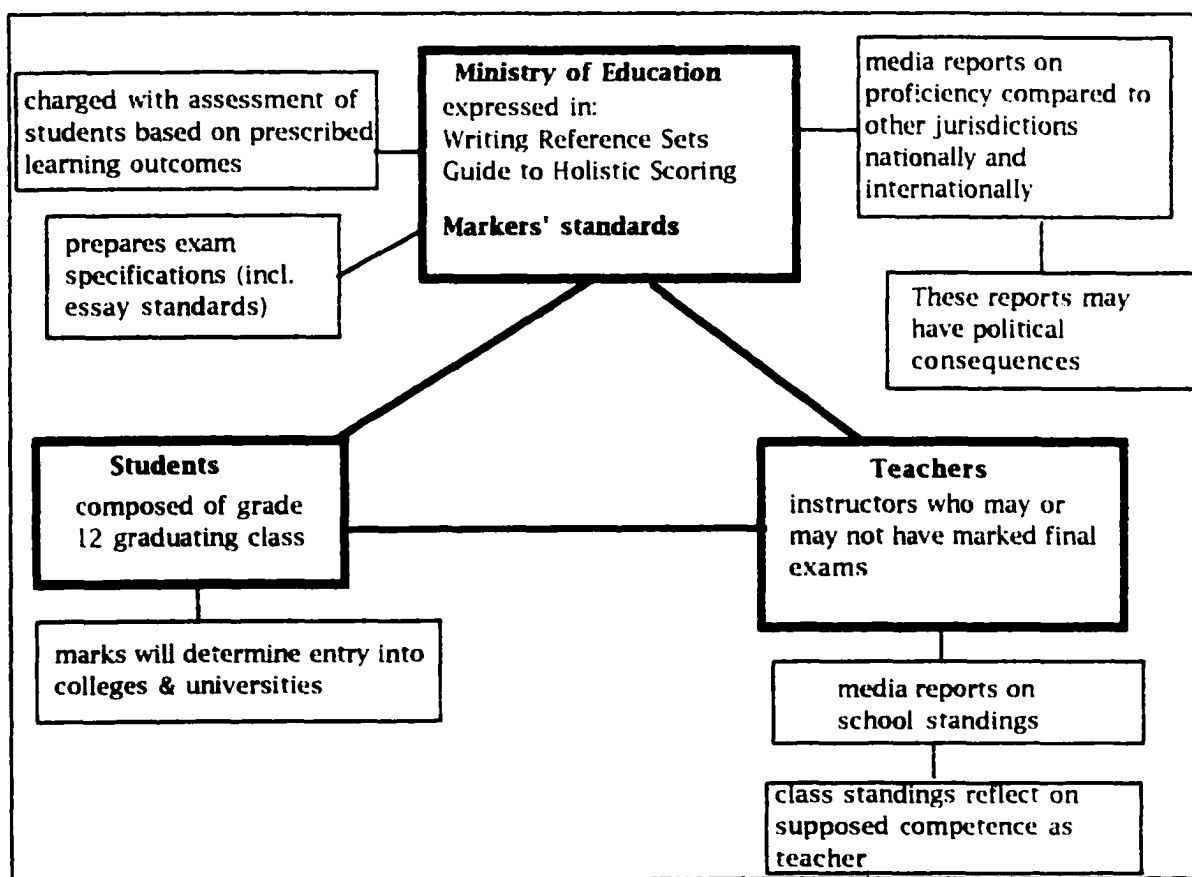 Ministry of Education
expressed in:
Writing Reference Sets
Guide to Holistic Scoring
Markers' standards
charged with assessment of
students based on prescribed
learning outcomes
prepares exam
specifications (incl.
essay standards)
media reports on
proficiency compared to
other jurisdictions
nationally and
internationally
These reports may
have political
consequences
Students
composed of grade
12 graduating class
marks will determine entry into
colleges & universities
Teachers
instructors who may or
may not have marked final
exams
media reports on
school standings
class standings reflect on
supposed competence as
teacher